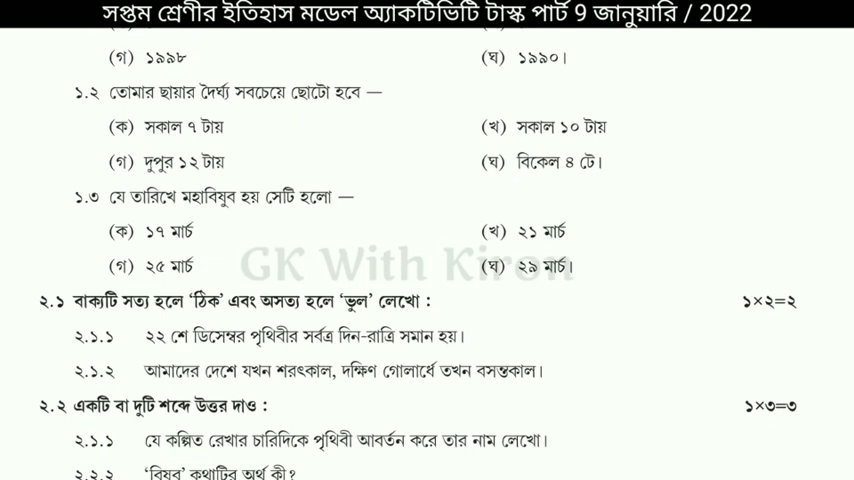 সপ্তম শ্রেণীর ইতিহাস মডেল অ্যাকটিভিটি টাস্ক পার্ট 9 জানুয়ারি / 2022
(গ) ১৯৯৮ (ঘ) ১৯৯০।
১.২ তোমার ছায়ার দৈর্ঘ্য সবচেয়ে ছোটো হবে —
(ক) সকাল ৭ টায় (খ) সকাল ১০ টায়
(গ) দুপুর ১২ টায় (ঘ) বিকেল ৪ টে।
১.৩ যে তারিখে মহাবিষুব হয় সেটি হলো —
(ক) ১৭ মার্চ (খ) ২১ মার্চ
(গ) ২৫ মার্চ (ঘ) ২৯ মার্চ।
GK With Kiron
২.১ বাক্যটি সত্য হলে ‘ঠিক’ এবং অসত্য হলে ‘ভুল’ লেখো : ১×২=২
২.১.১ ২২ শে ডিসেম্বর পৃথিবীর সর্বত্র দিন-রাত্রি সমান হয়।
২.১.২ আমাদের দেশে যখন শরৎকাল, দক্ষিণ গোলার্ধে তখন বসন্তকাল।
২.২ একটি বা দুটি শব্দে উত্তর দাও : ১×৩=৩
২.১.১ যে কল্পিত রেখার চারিদিকে পৃথিবী আবর্তন করে তার নাম লেখো।
২.২.২ ‘বিষুব’ কথাটির অর্থ কী?